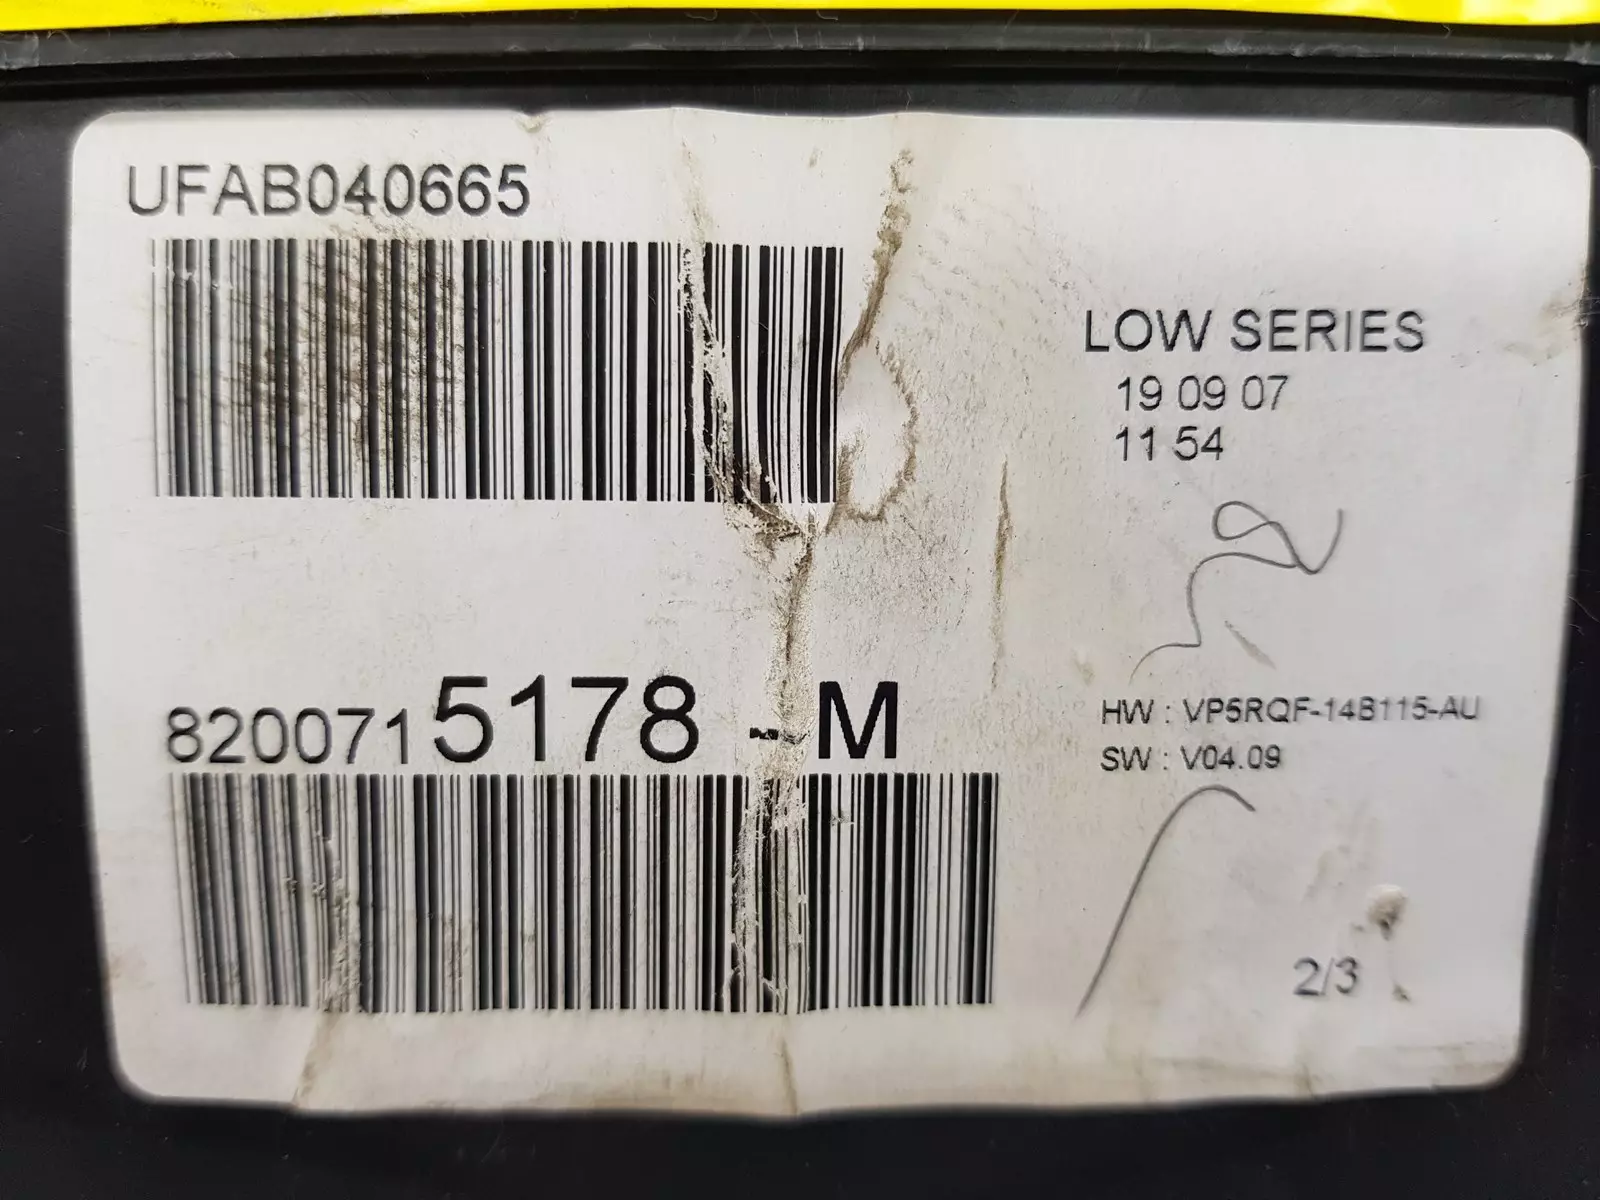 UFAB040665
LOW SERIES
19 09 07
11 54
8200715178 - M
HW : VP5RQF-14B115-AU
SW : V04.09
2/3